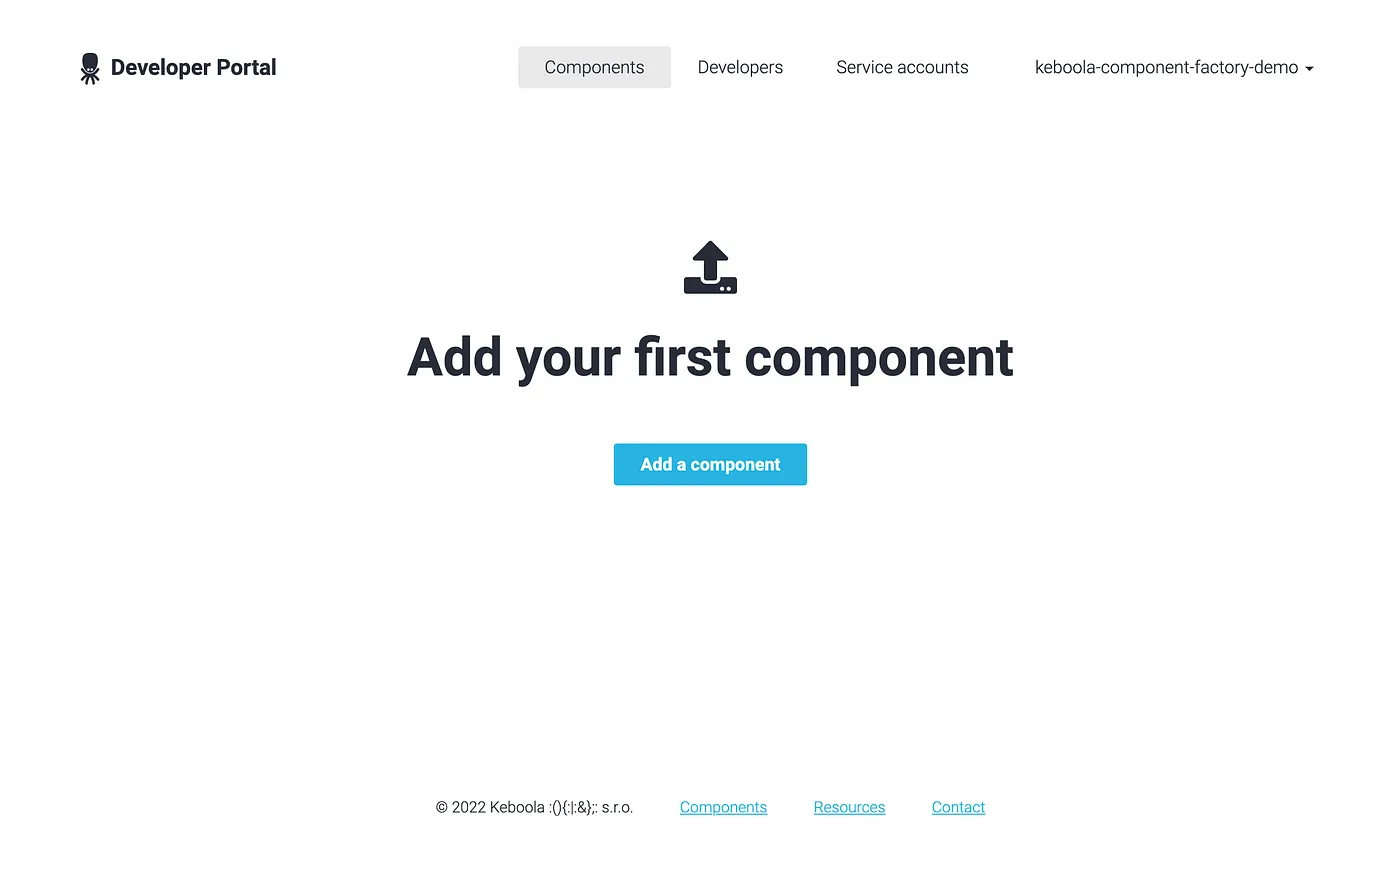 Developer Portal
Components
Developers
Service accounts
keboola-component-factory-demo
Add your first component
Add a component
© 2022 Keboola :(){:|:&};: s.r.o.
Components
Resources
Contact